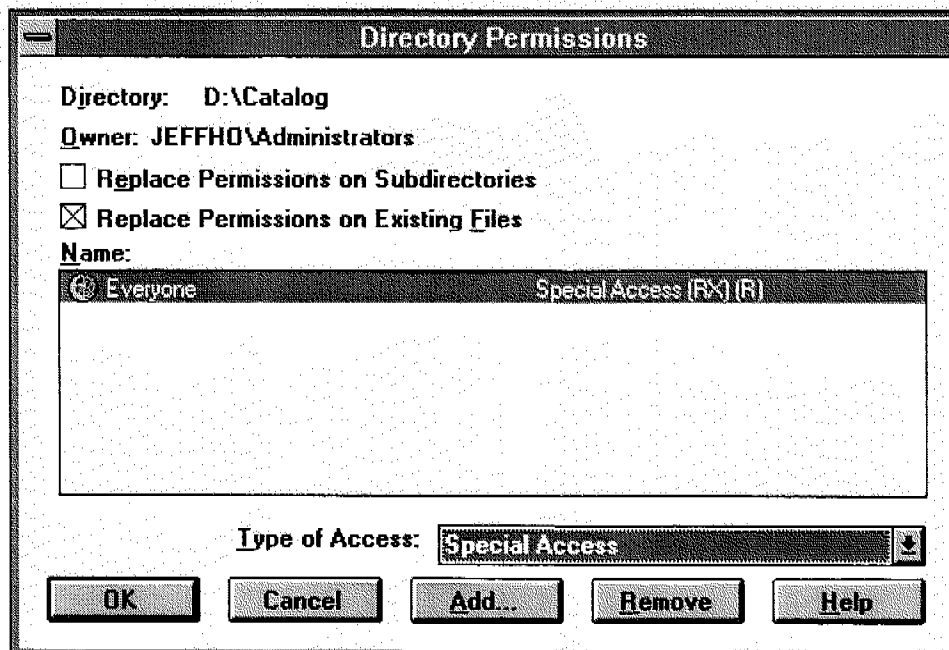 Directory Permissions
Directory: D:\Catalog
Owner: JEFFHO\Administrators
Replace Permissions on Subdirectories
Replace Permissions on Existing Files
Name:
Everyone Special Access (RX) (R)
Type of Access: Special Access
OK Cancel Add... Remove Help